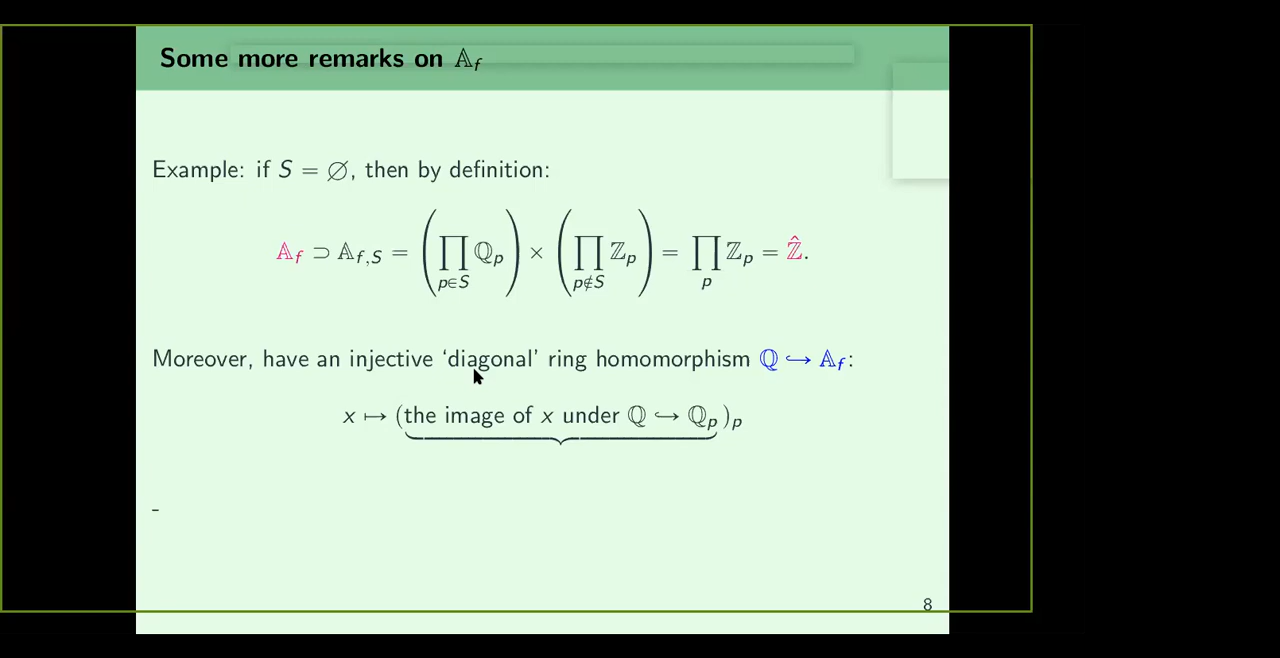 Some more remarks on 𝔸_f
Example: if S = ∅, then by definition:
𝔸_f ⊃ 𝔸_{f,S} = (∏_{p∈S} ℚ_p) × (∏_{p∉S} ℤ_p) = ∏_p ℤ_p = ℤ̂.
Moreover, have an injective ‘diagonal’ ring homomorphism ℚ ↪ 𝔸_f:
x ↦ (the image of x under ℚ ↪ ℚ_p)_p
-
8